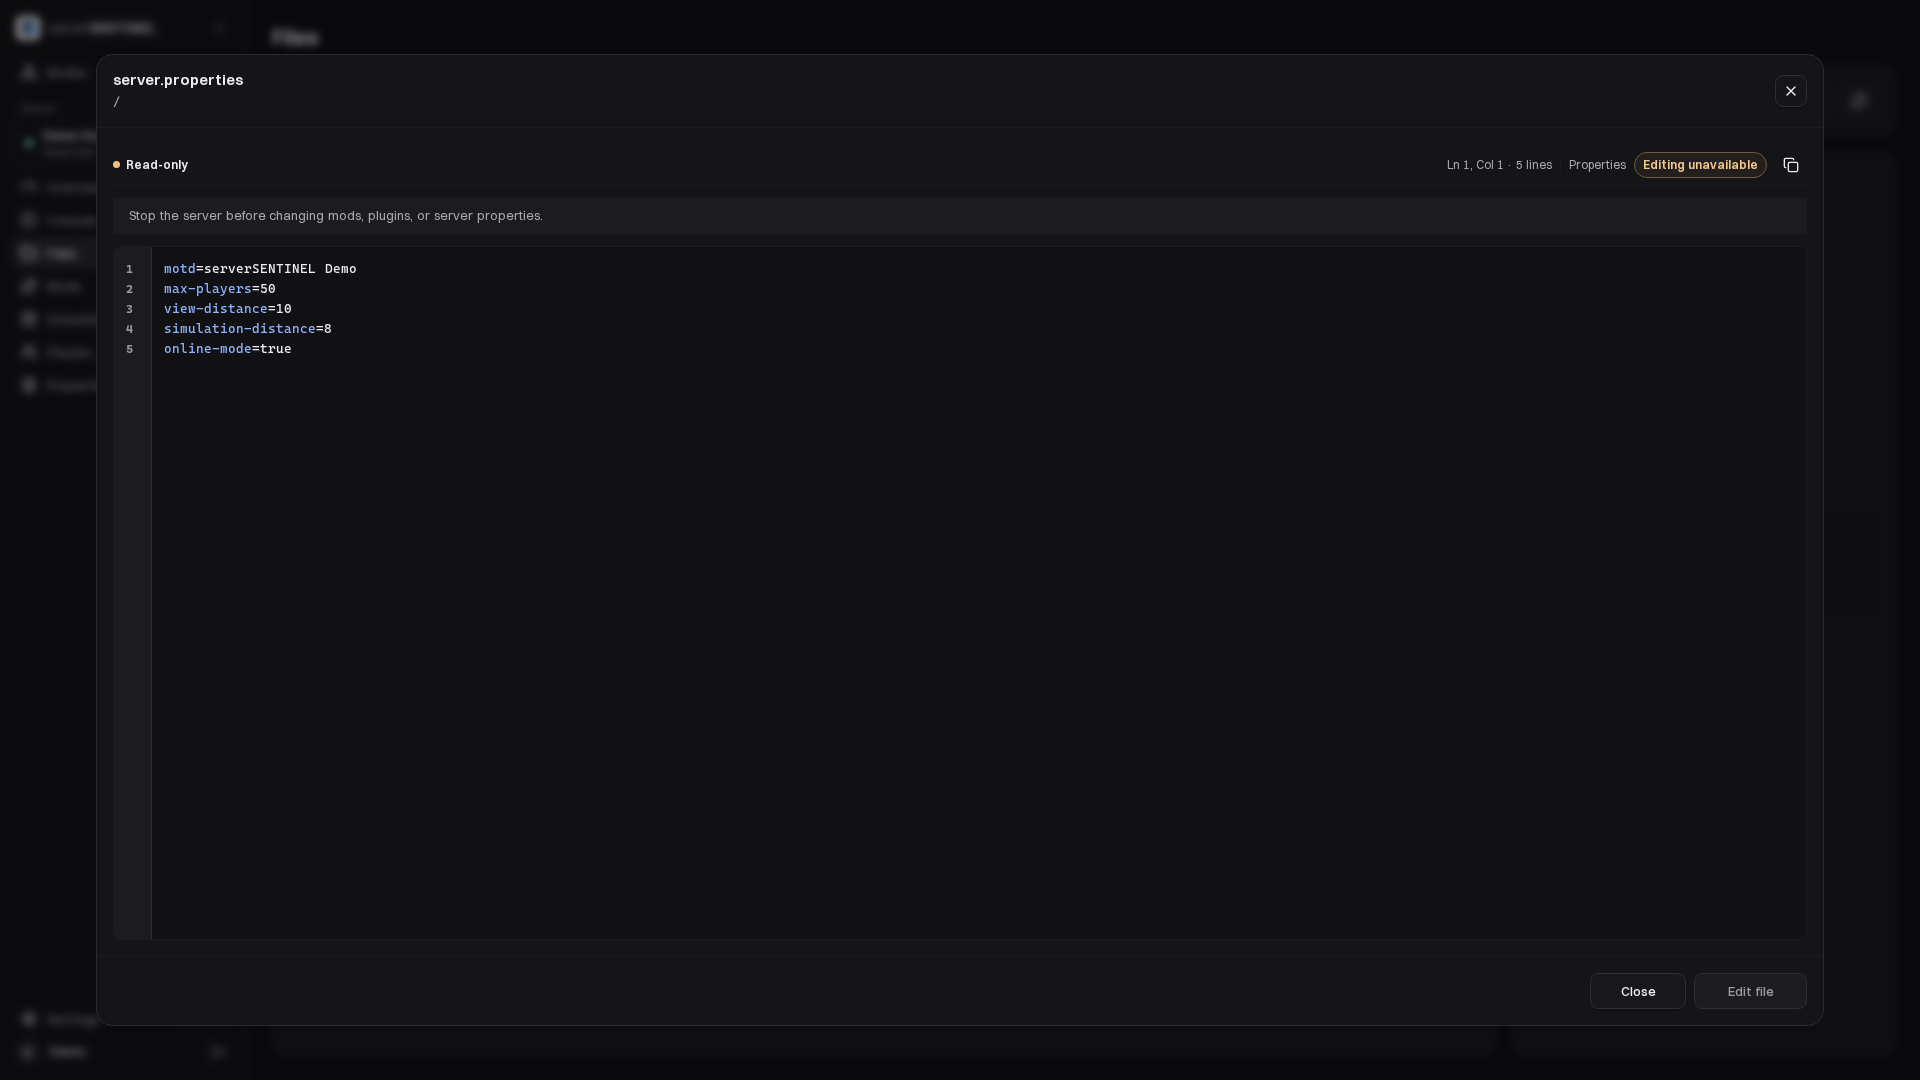 Files
server.properties
/
Read-only
Ln 1, Col 1 · 5 lines
Properties
Editing unavailable
Stop the server before changing mods, plugins, or server properties.
1 motd=serverSENTINEL Demo
2 max-players=50
3 view-distance=10
4 simulation-distance=8
5 online-mode=true
Close
Edit file